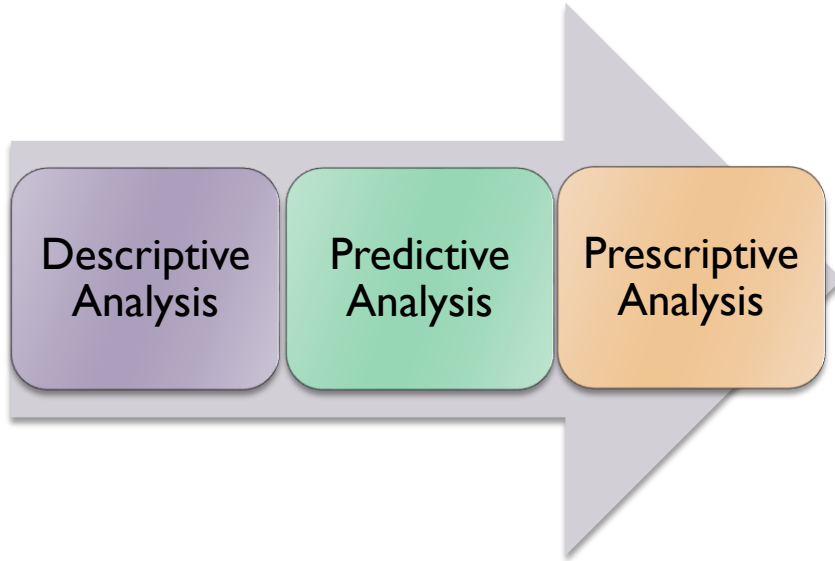 Descriptive
Analysis
Predictive
Analysis
Prescriptive
Analysis